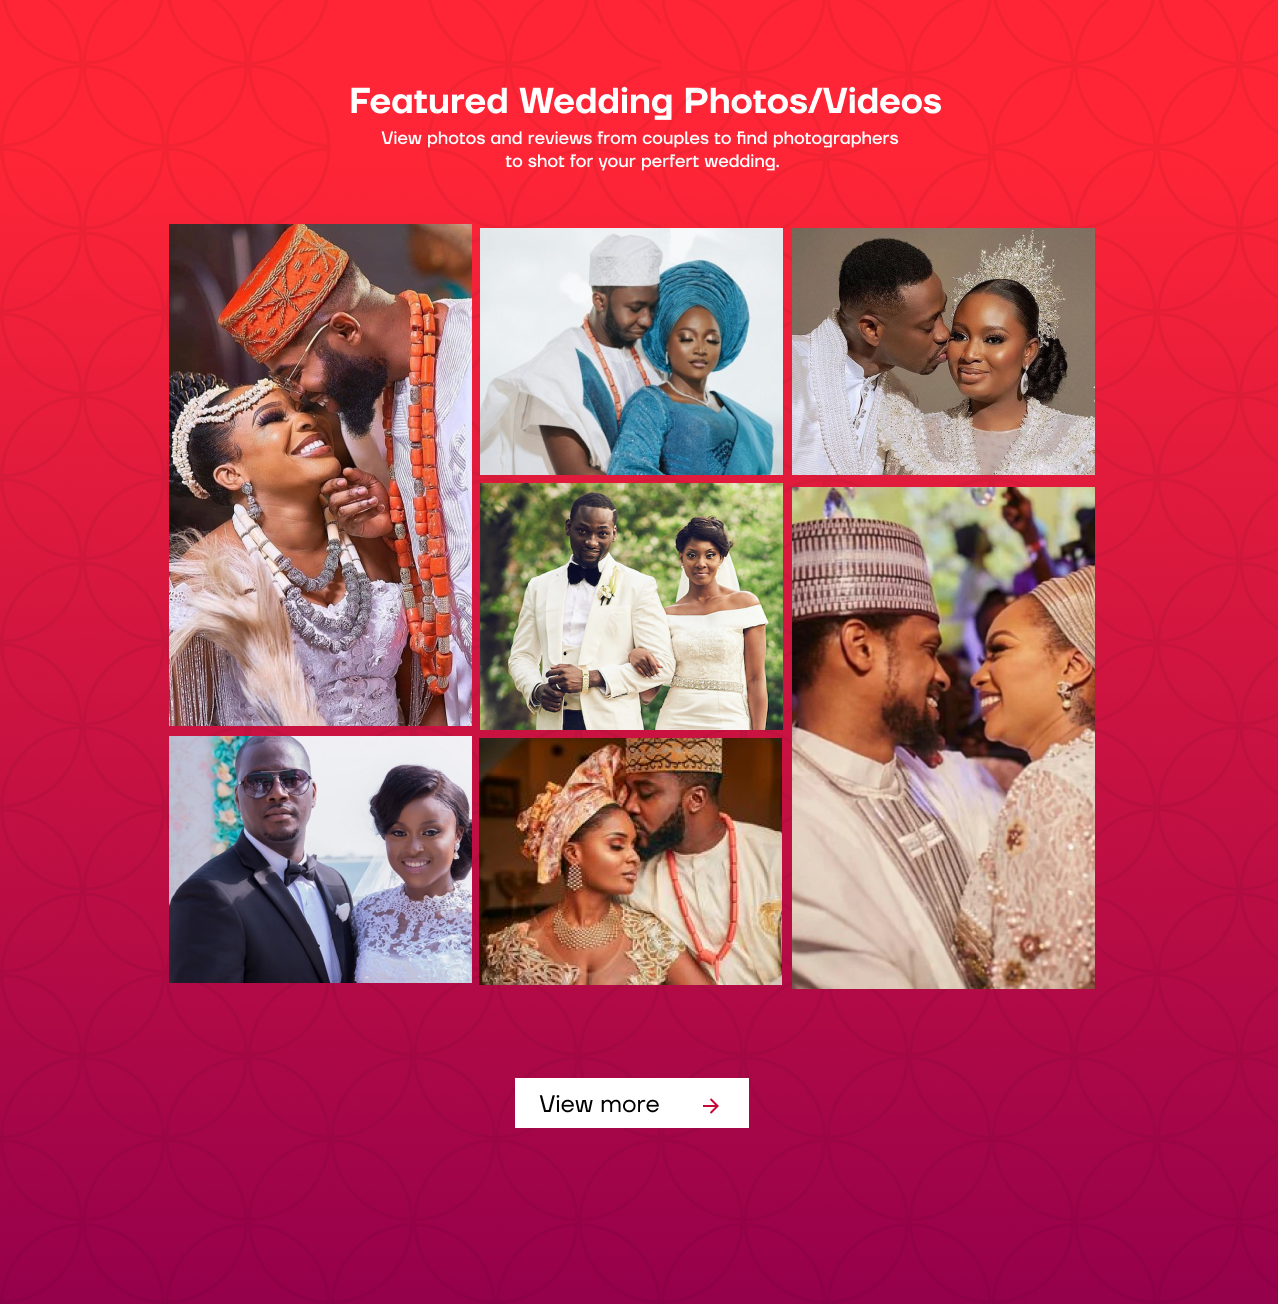 Featured Wedding Photos/Videos
View photos and reviews from couples to find photographers
to shot for your perfert wedding.
View more